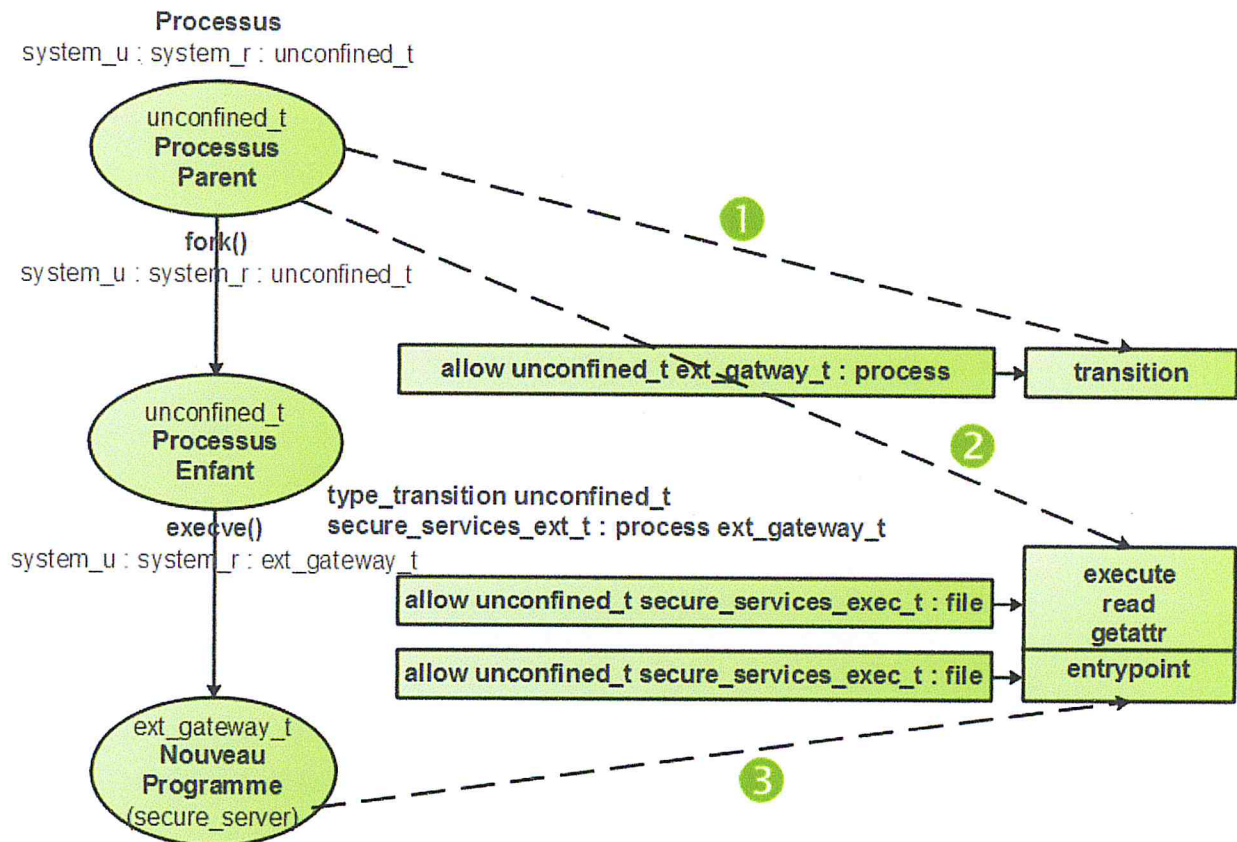 Processus
system_u : system_r : unconfined_t
unconfined_t
Processus
Parent
1
fork()
system_u : system_r : unconfined_t
allow unconfined_t ext_gatway_t : process
transition
2
unconfined_t
Processus
Enfant
type_transition unconfined_t
secure_services_ext_t : process ext_gateway_t
execve()
system_u : system_r : ext_gateway_t
execute
read
getattr
allow unconfined_t secure_services_exec_t : file
allow unconfined_t secure_services_exec_t : file
entrypoint
ext_gateway_t
Nouveau
Programme
(secure_server)
3